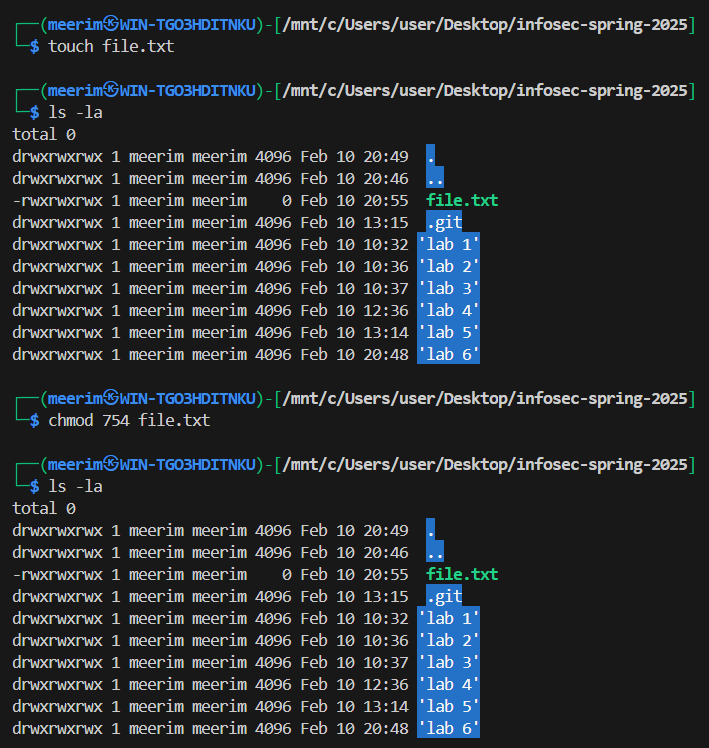 ┌──(meerim㉿WIN-TGO3HDITNKU)-[/mnt/c/Users/user/Desktop/infosec-spring-2025]
└─$ touch file.txt
┌──(meerim㉿WIN-TGO3HDITNKU)-[/mnt/c/Users/user/Desktop/infosec-spring-2025]
└─$ ls -la
total 0
drwxrwxrwx 1 meerim meerim 4096 Feb 10 20:49  .
drwxrwxrwx 1 meerim meerim 4096 Feb 10 20:46  ..
-rwxrwxrwx 1 meerim meerim    0 Feb 10 20:55  file.txt
drwxrwxrwx 1 meerim meerim 4096 Feb 10 13:15  .git
drwxrwxrwx 1 meerim meerim 4096 Feb 10 10:32 'lab 1'
drwxrwxrwx 1 meerim meerim 4096 Feb 10 10:36 'lab 2'
drwxrwxrwx 1 meerim meerim 4096 Feb 10 10:37 'lab 3'
drwxrwxrwx 1 meerim meerim 4096 Feb 10 12:36 'lab 4'
drwxrwxrwx 1 meerim meerim 4096 Feb 10 13:14 'lab 5'
drwxrwxrwx 1 meerim meerim 4096 Feb 10 20:48 'lab 6'
┌──(meerim㉿WIN-TGO3HDITNKU)-[/mnt/c/Users/user/Desktop/infosec-spring-2025]
└─$ chmod 754 file.txt
┌──(meerim㉿WIN-TGO3HDITNKU)-[/mnt/c/Users/user/Desktop/infosec-spring-2025]
└─$ ls -la
total 0
drwxrwxrwx 1 meerim meerim 4096 Feb 10 20:49  .
drwxrwxrwx 1 meerim meerim 4096 Feb 10 20:46  ..
-rwxrwxrwx 1 meerim meerim    0 Feb 10 20:55  file.txt
drwxrwxrwx 1 meerim meerim 4096 Feb 10 13:15  .git
drwxrwxrwx 1 meerim meerim 4096 Feb 10 10:32 'lab 1'
drwxrwxrwx 1 meerim meerim 4096 Feb 10 10:36 'lab 2'
drwxrwxrwx 1 meerim meerim 4096 Feb 10 10:37 'lab 3'
drwxrwxrwx 1 meerim meerim 4096 Feb 10 12:36 'lab 4'
drwxrwxrwx 1 meerim meerim 4096 Feb 10 13:14 'lab 5'
drwxrwxrwx 1 meerim meerim 4096 Feb 10 20:48 'lab 6'